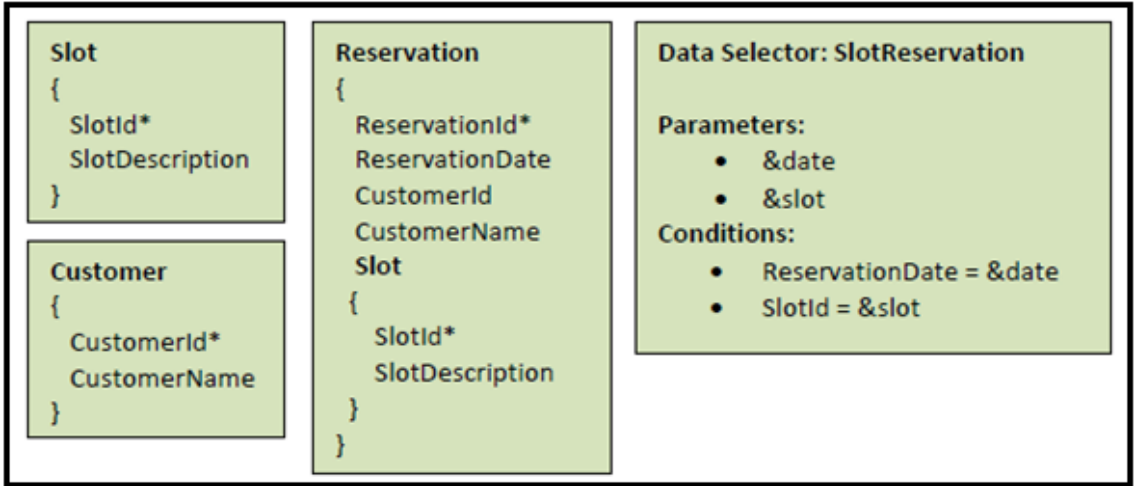 Slot
{
SlotId*
SlotDescription
}
Customer
{
CustomerId*
CustomerName
}
Reservation
{
ReservationId*
ReservationDate
CustomerId
CustomerName
Slot
{
SlotId*
SlotDescription
}
}
Data Selector: SlotReservation
Parameters:
• &date
• &slot
Conditions:
• ReservationDate = &date
• SlotId = &slot